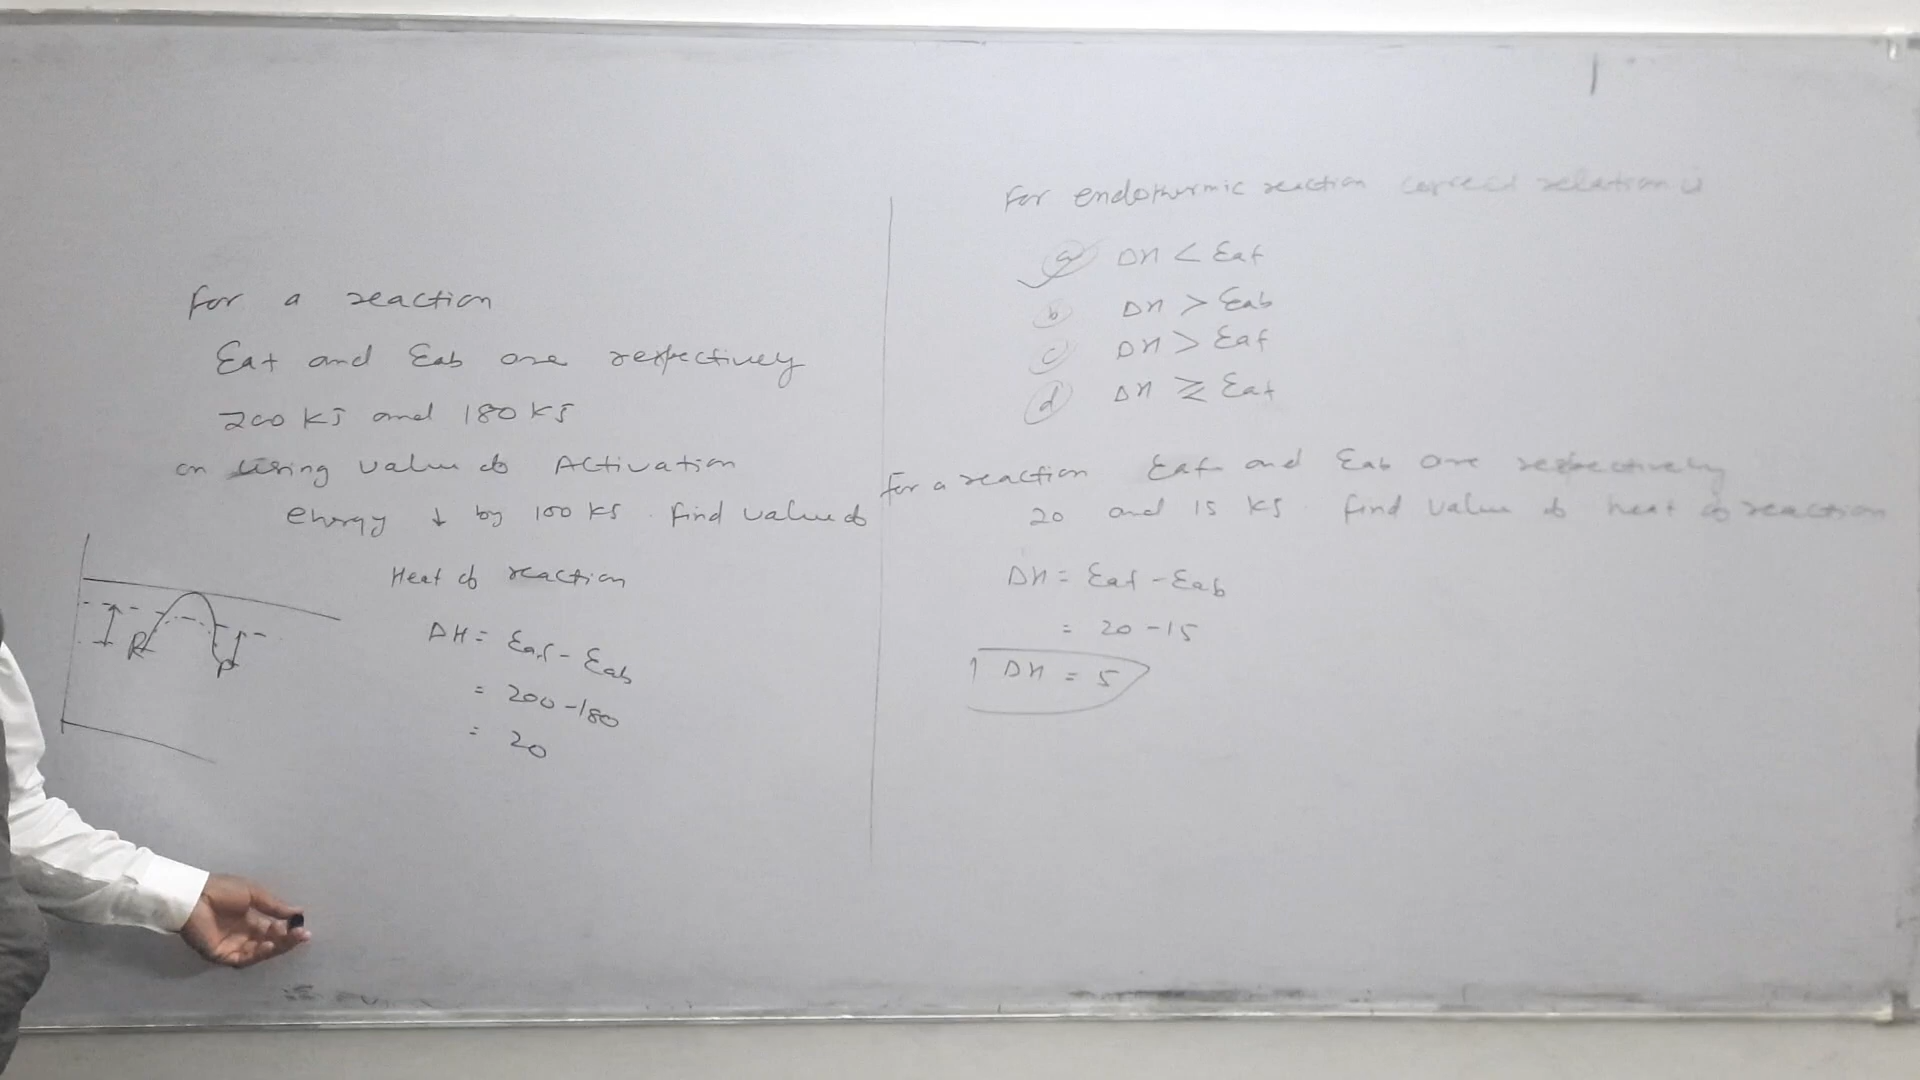 For a reaction
Eaf and Eab are respectively
200 KJ and 180 KJ
on using value of Activation
energy ↓ by 100 KJ. find value of
Heat of reaction
R
P
ΔH = Eaf - Eab
= 200 - 180
= 20
For endothermic reaction correct relation is
a ΔH < Eaf
b ΔH > Eab
c ΔH > Eaf
d ΔH ≥ Eaf
For a reaction Eaf and Eab are respectively
20 and 15 KJ. find value of heat of reaction
ΔH = Eaf - Eab
= 20 - 15
ΔH = 5